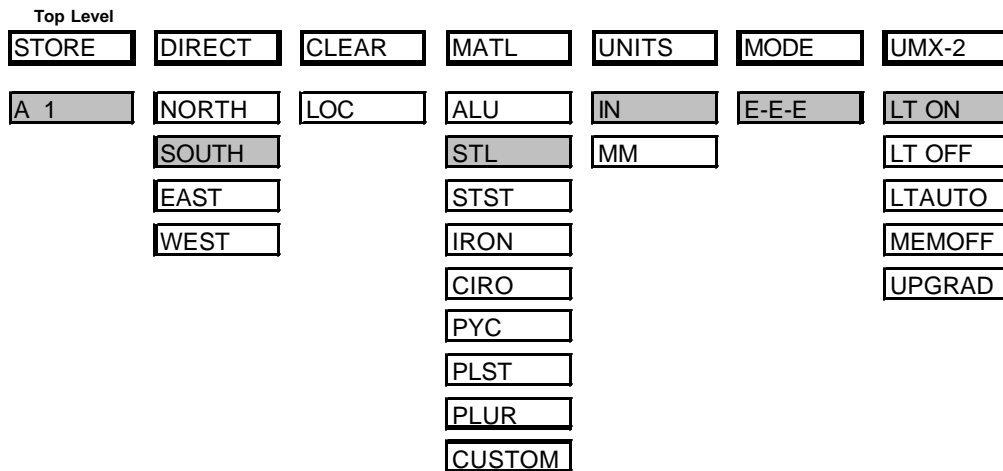 Top Level
STORE DIRECT CLEAR MATL UNITS MODE UMX-2
A 1 NORTH LOC ALU IN E-E-E LT ON
SOUTH STL MM LT OFF
EAST STST LTAUTO
WEST IRON MEMOFF
CIRO UPGRAD
PYC
PLST
PLUR
CUSTOM